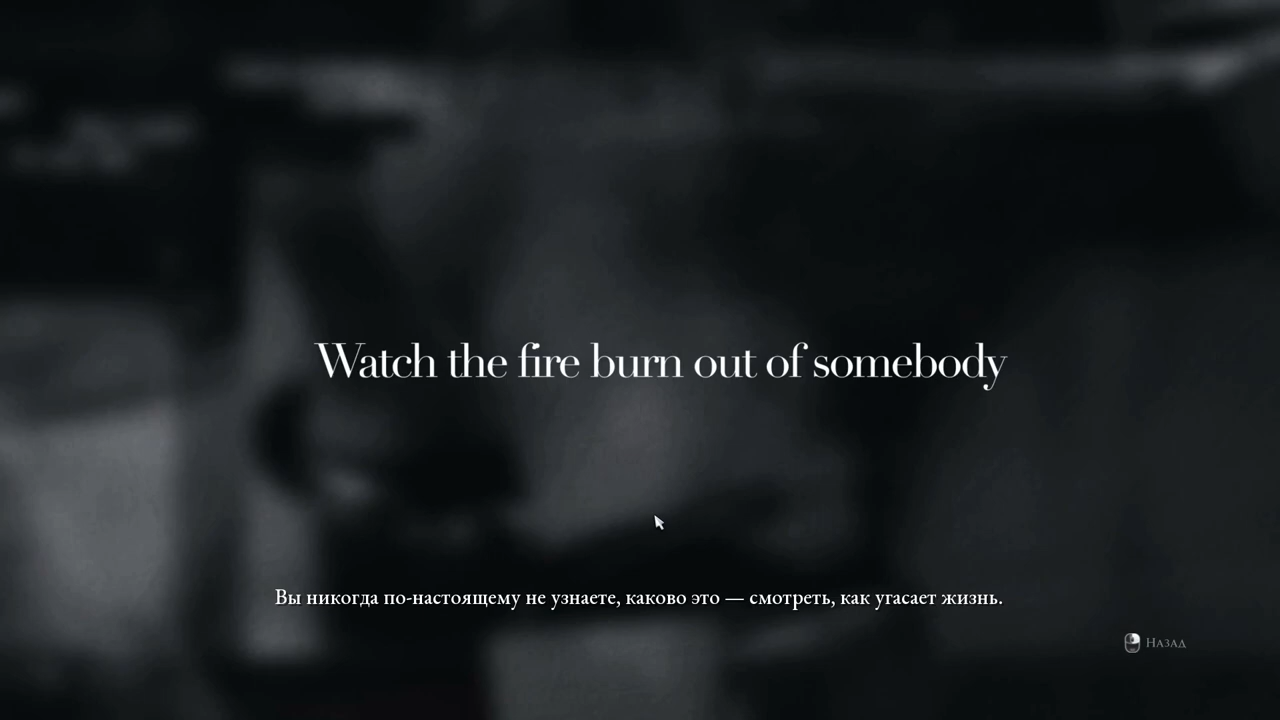 Watch the fire burn out of somebody
Вы никогда по-настоящему не узнаете, каково это — смотреть, как угасает жизнь.
Назад